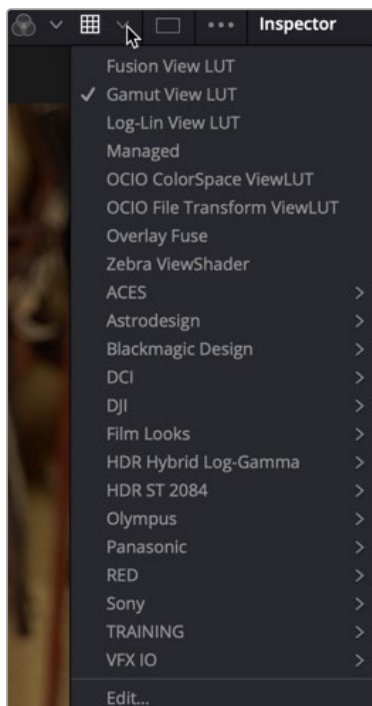 Inspector
Fusion View LUT
Gamut View LUT
Log-Lin View LUT
Managed
OCIO ColorSpace ViewLUT
OCIO File Transform ViewLUT
Overlay Fuse
Zebra ViewShader
ACES
Astrodesign
Blackmagic Design
DCI
DJI
Film Looks
HDR Hybrid Log-Gamma
HDR ST 2084
Olympus
Panasonic
RED
Sony
TRAINING
VFX IO
Edit...